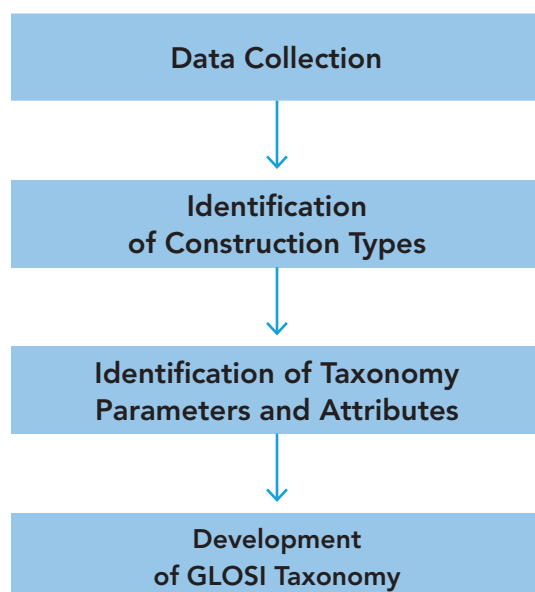 Data Collection
Identification
of Construction Types
Identification of Taxonomy
Parameters and Attributes
Development
of GLOSI Taxonomy